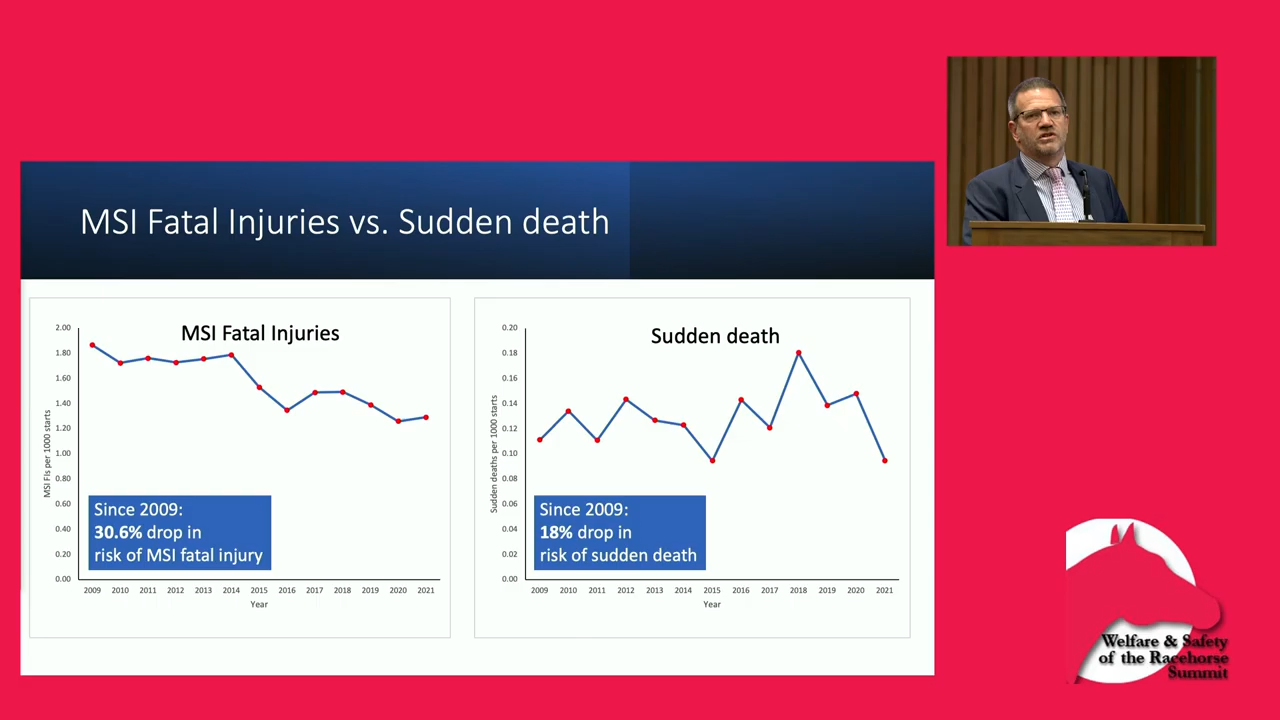 MSI Fatal Injuries vs. Sudden death
MSI Fatal Injuries
2.00
1.80
1.60
1.40
1.20
1.00
0.80
0.60
0.40
0.20
0.00
MSI FIs per 1000 starts
Since 2009:
30.6% drop in
risk of MSI fatal injury
2009 2010 2011 2012 2013 2014 2015 2016 2017 2018 2019 2020 2021
Year
Sudden death
0.20
0.18
0.16
0.14
0.12
0.10
0.08
0.06
0.04
0.02
0.00
Sudden deaths per 1000 starts
Since 2009:
18% drop in
risk of sudden death
2009 2010 2011 2012 2013 2014 2015 2016 2017 2018 2019 2020 2021
Year
Welfare & Safety
of the Racehorse
Summit